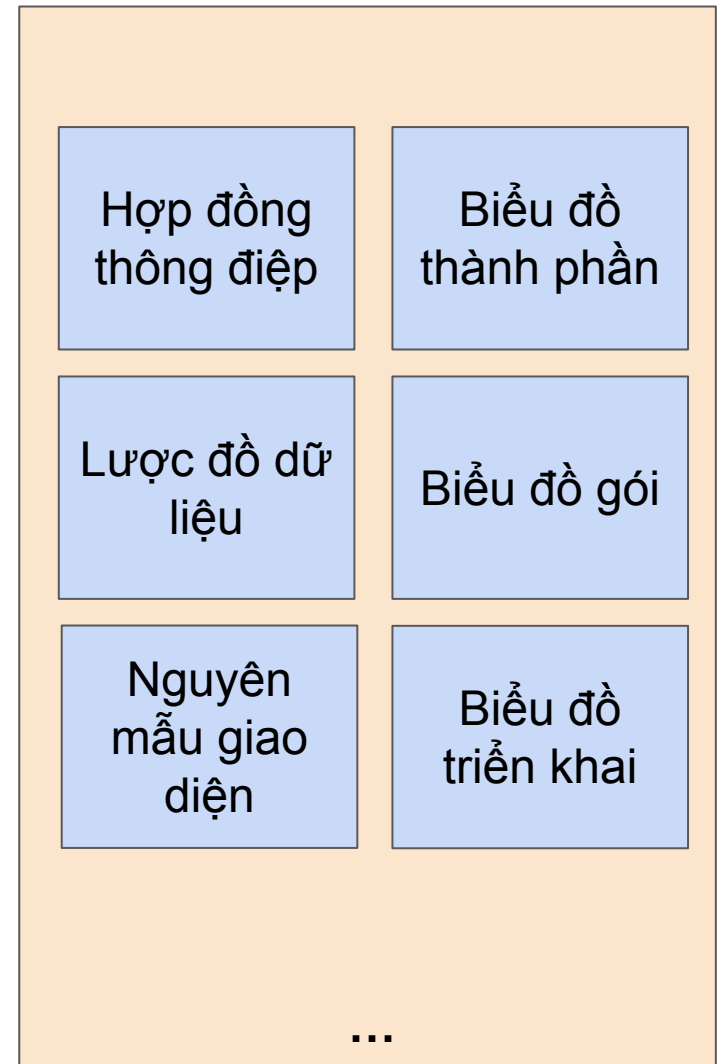 Hợp đồng
thông điệp
Biểu đồ
thành phần
Lược đồ dữ
liệu
Biểu đồ gói
Nguyên
mẫu giao
diện
Biểu đồ
triển khai
...